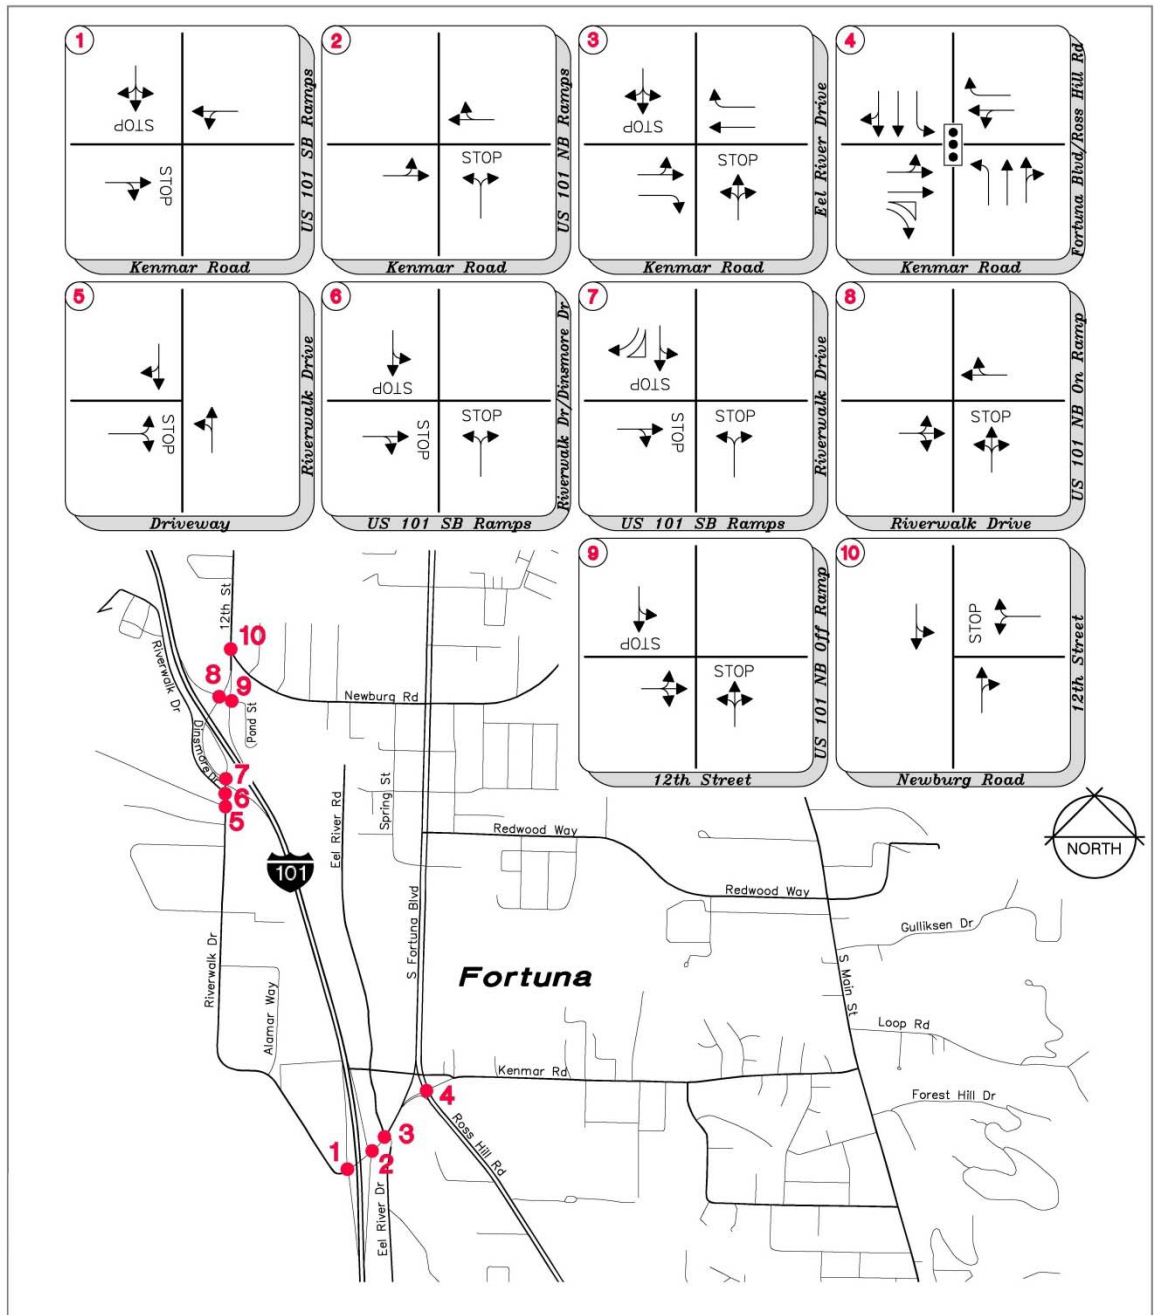 1
STOP
STOP
US 101 SB Ramps
Kenmar Road
2
STOP
US 101 NB Ramps
Kenmar Road
3
STOP
STOP
Eel River Drive
Kenmar Road
4
Fortuna Blvd/Ross Hill Rd
Kenmar Road
5
STOP
Riverwalk Drive
Driveway
6
STOP
STOP
STOP
Riverwalk Dr/Dinsmore Dr
US 101 SB Ramps
7
STOP
STOP
STOP
Riverwalk Drive
US 101 SB Ramps
8
STOP
US 101 NB On Ramp
Riverwalk Drive
9
STOP
STOP
US 101 NB Off Ramp
12th Street
10
STOP
12th Street
Newburg Road
12th St
10
Riverwalk Dr
8
9
Newburg Rd
Pond St
Dinsmore Dr
7
6
5
Eel River Rd
Spring St
Redwood Way
NORTH
101
S Fortuna Blvd
Redwood Way
Gulliksen Dr
Riverwalk Dr
Fortuna
S Main St
Alamar Way
Loop Rd
Kenmar Rd
4
Forest Hill Dr
Ross Hill Rd
3
1
2
Eel River Dr